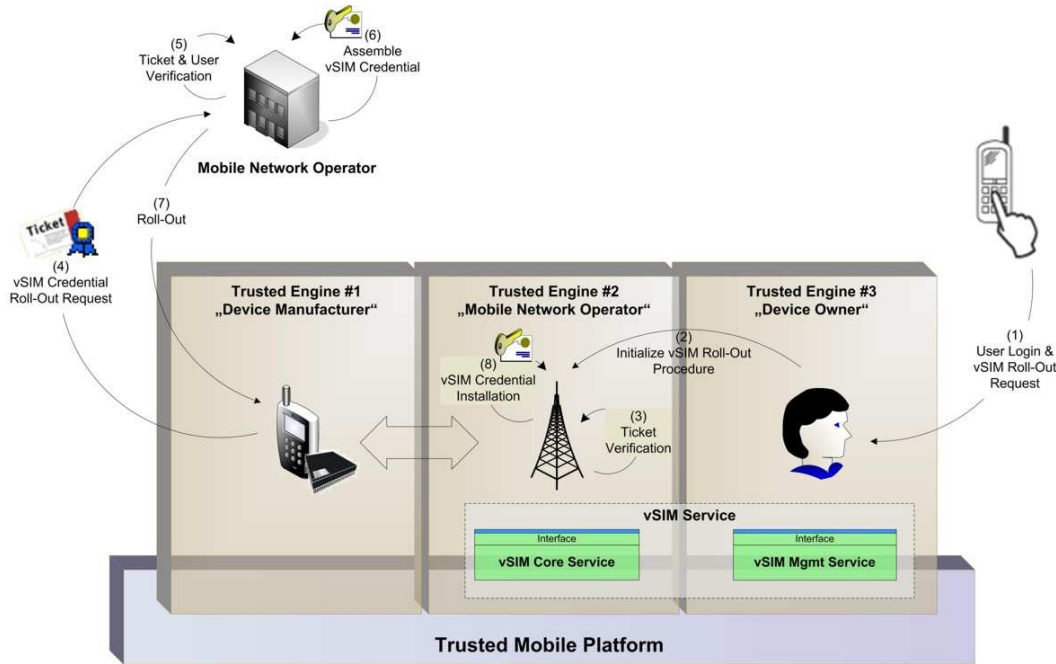 (5)
Ticket & User
Verification
(6)
Assemble
vSIM Credential
Mobile Network Operator
(7)
Roll-Out
Ticket
(4)
vSIM Credential
Roll-Out Request
Trusted Engine #1
„Device Manufacturer“
Trusted Engine #2
„Mobile Network Operator“
Trusted Engine #3
„Device Owner“
(1)
User Login &
vSIM Roll-Out
Request
(2)
Initialize vSIM Roll-Out
Procedure
(8)
vSIM Credential
Installation
(3)
Ticket
Verification
vSIM Service
Interface
vSIM Core Service
Interface
vSIM Mgmt Service
Trusted Mobile Platform